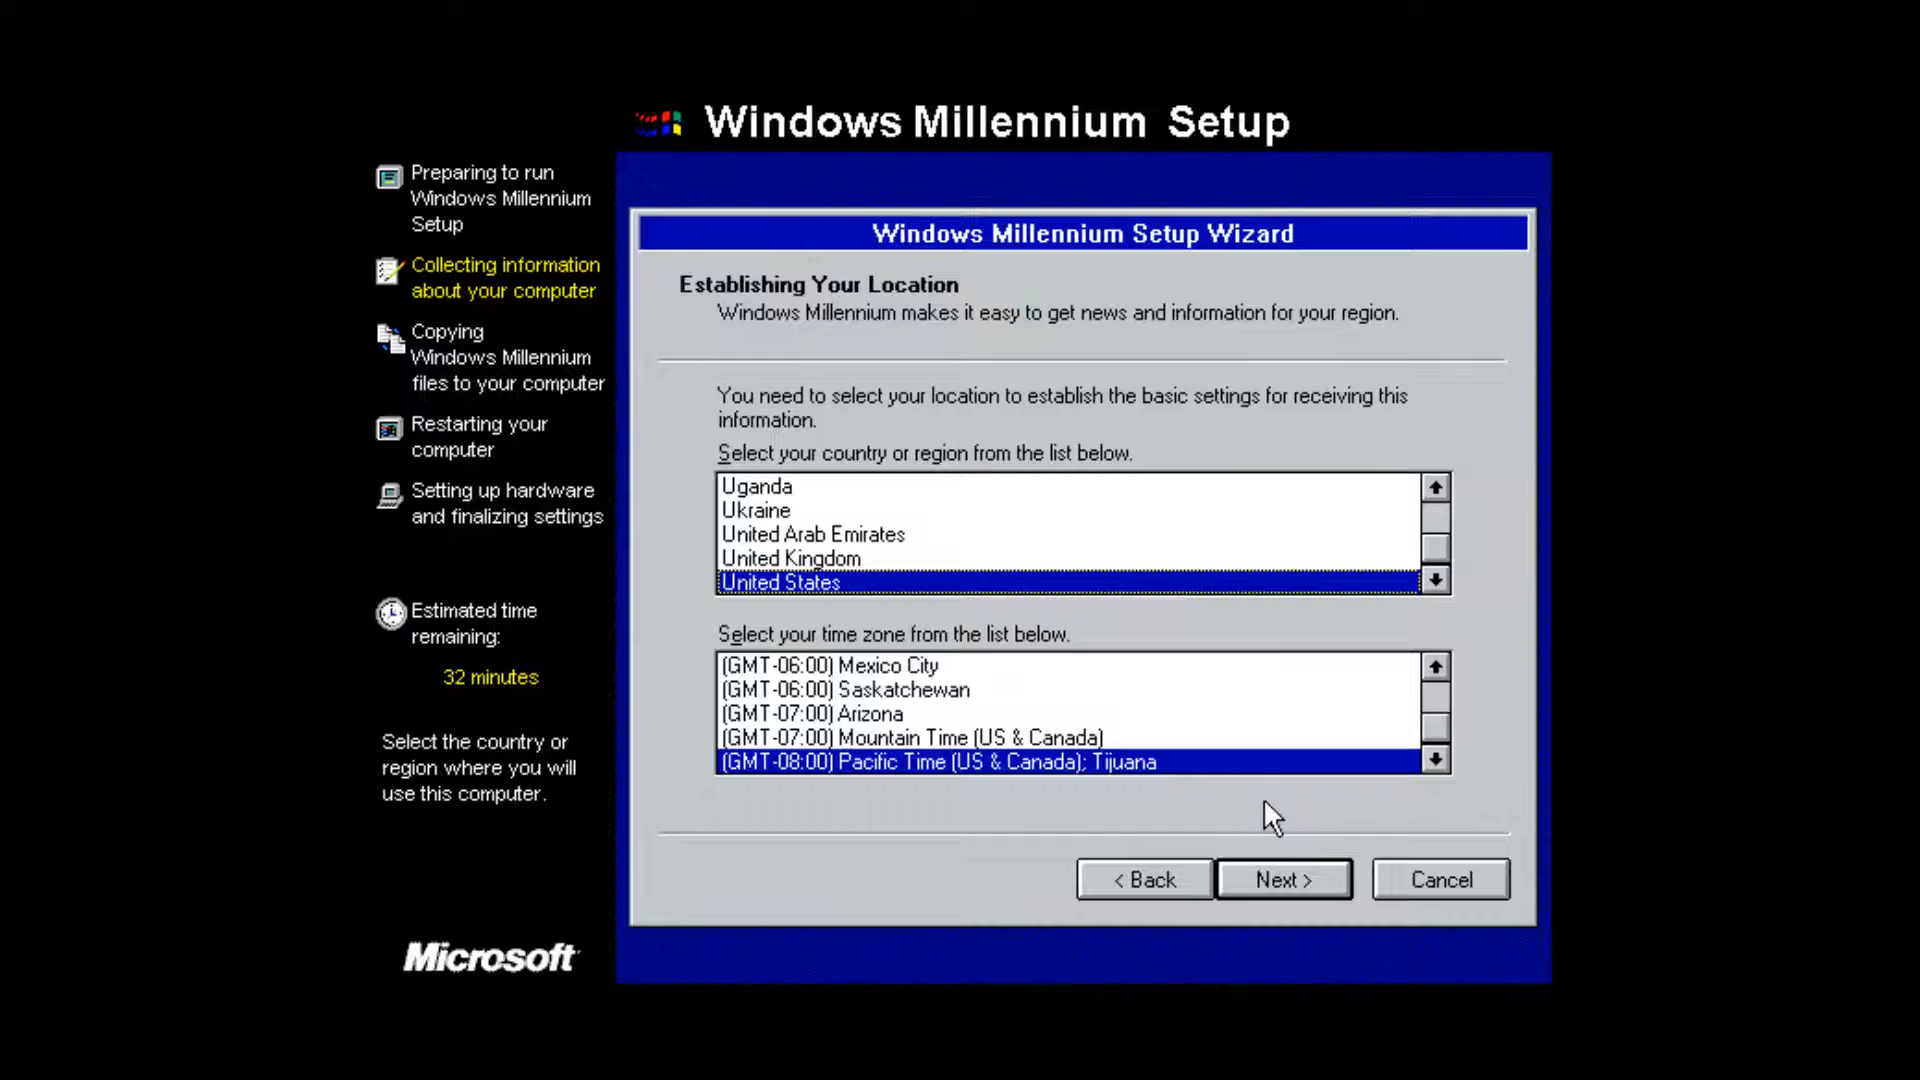 Windows Millennium Setup
Preparing to run
Windows Millennium
Setup
Collecting information
about your computer
Copying
Windows Millennium
files to your computer
Restarting your
computer
Setting up hardware
and finalizing settings
Estimated time
remaining:
32 minutes
Select the country or
region where you will
use this computer.
Microsoft
Windows Millennium Setup Wizard
Establishing Your Location
Windows Millennium makes it easy to get news and information for your region.
You need to select your location to establish the basic settings for receiving this
information.
Select your country or region from the list below.
Uganda
Ukraine
United Arab Emirates
United Kingdom
United States
Select your time zone from the list below.
(GMT-06:00) Mexico City
(GMT-06:00) Saskatchewan
(GMT-07:00) Arizona
(GMT-07:00) Mountain Time (US & Canada)
(GMT-08:00) Pacific Time (US & Canada); Tijuana
< Back
Next >
Cancel